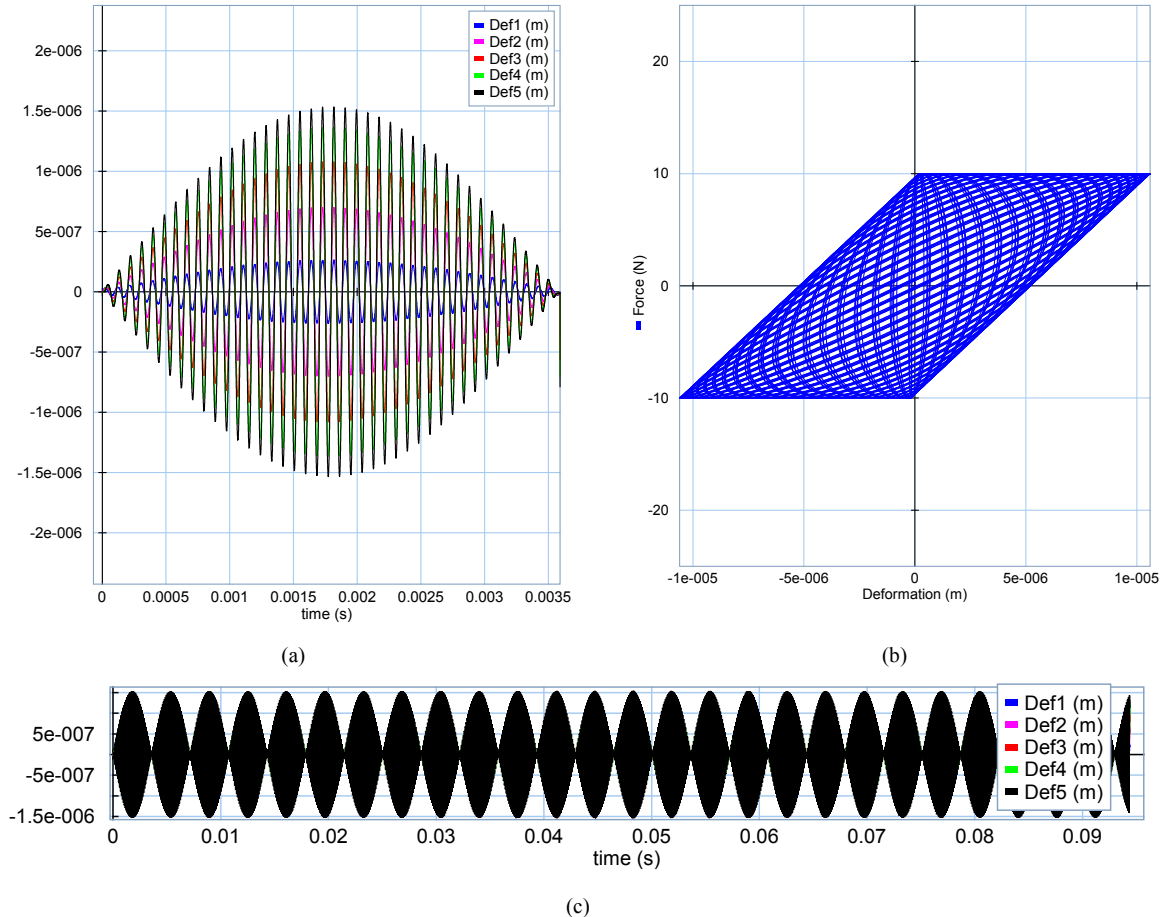 2e-006
1.5e-006
1e-006
5e-007
0
-5e-007
-1e-006
-1.5e-006
-2e-006
Def1 (m)
Def2 (m)
Def3 (m)
Def4 (m)
Def5 (m)
0 0.0005 0.001 0.0015 0.002 0.0025 0.003 0.0035
time (s)
(a)
20
10
0
-10
-20
Force (N)
-1e-005 -5e-006 0 5e-006 1e-005
Deformation (m)
(b)
5e-007
-5e-007
-1.5e-006
Def1 (m)
Def2 (m)
Def3 (m)
Def4 (m)
Def5 (m)
0 0.01 0.02 0.03 0.04 0.05 0.06 0.07 0.08 0.09
time (s)
(c)